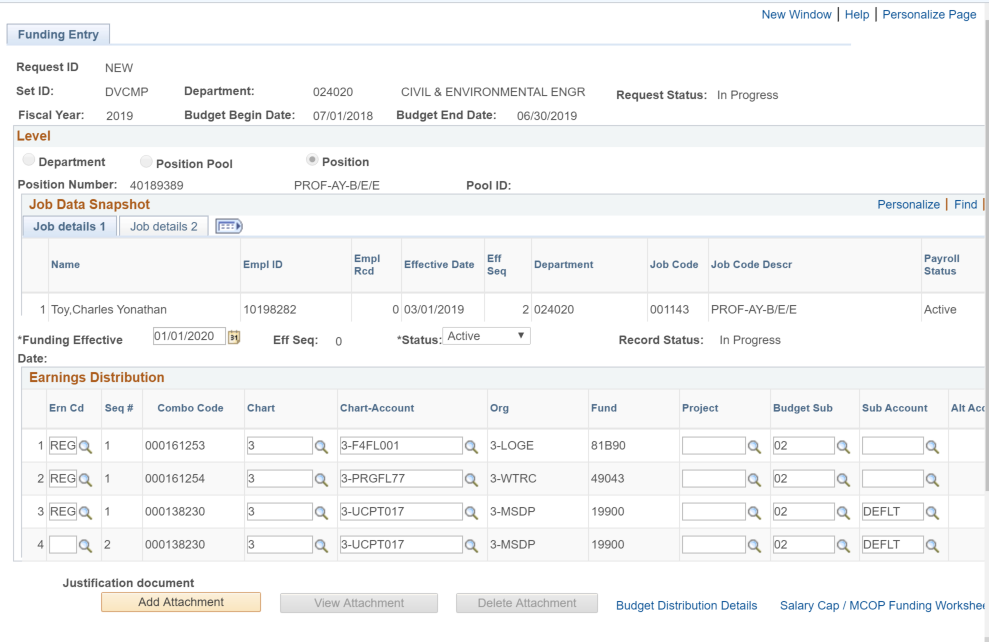 New Window | Help | Personalize Page
Funding Entry
Request ID NEW
Set ID: DVCMP Department: 024020 CIVIL & ENVIRONMENTAL ENGR Request Status: In Progress
Fiscal Year: 2019 Budget Begin Date: 07/01/2018 Budget End Date: 06/30/2019
Level
Department Position Pool Position
Position Number: 40189389 PROF-AY-B/E/E Pool ID:
Job Data Snapshot Personalize | Find |
Job details 1 Job details 2
Name Empl ID Empl Rcd Effective Date Eff Seq Department Job Code Job Code Descr Payroll Status
1 Toy,Charles Yonathan 10198282 0 03/01/2019 2 024020 001143 PROF-AY-B/E/E Active
*Funding Effective Date: 01/01/2020 31 Eff Seq: 0 *Status: Active Record Status: In Progress
Earnings Distribution
Ern Cd Seq # Combo Code Chart Chart-Account Org Fund Project Budget Sub Sub Account Alt Acc
1 REG 1 000161253 3 3-F4FL001 3-LOGE 81B90 02
2 REG 1 000161254 3 3-PRGFL77 3-WTRC 49043 02
3 REG 1 000138230 3 3-UCPT017 3-MSDP 19900 02 DEFLT
4 2 000138230 3 3-UCPT017 3-MSDP 19900 02 DEFLT
Justification document
Add Attachment View Attachment Delete Attachment Budget Distribution Details Salary Cap / MCOP Funding Workshee